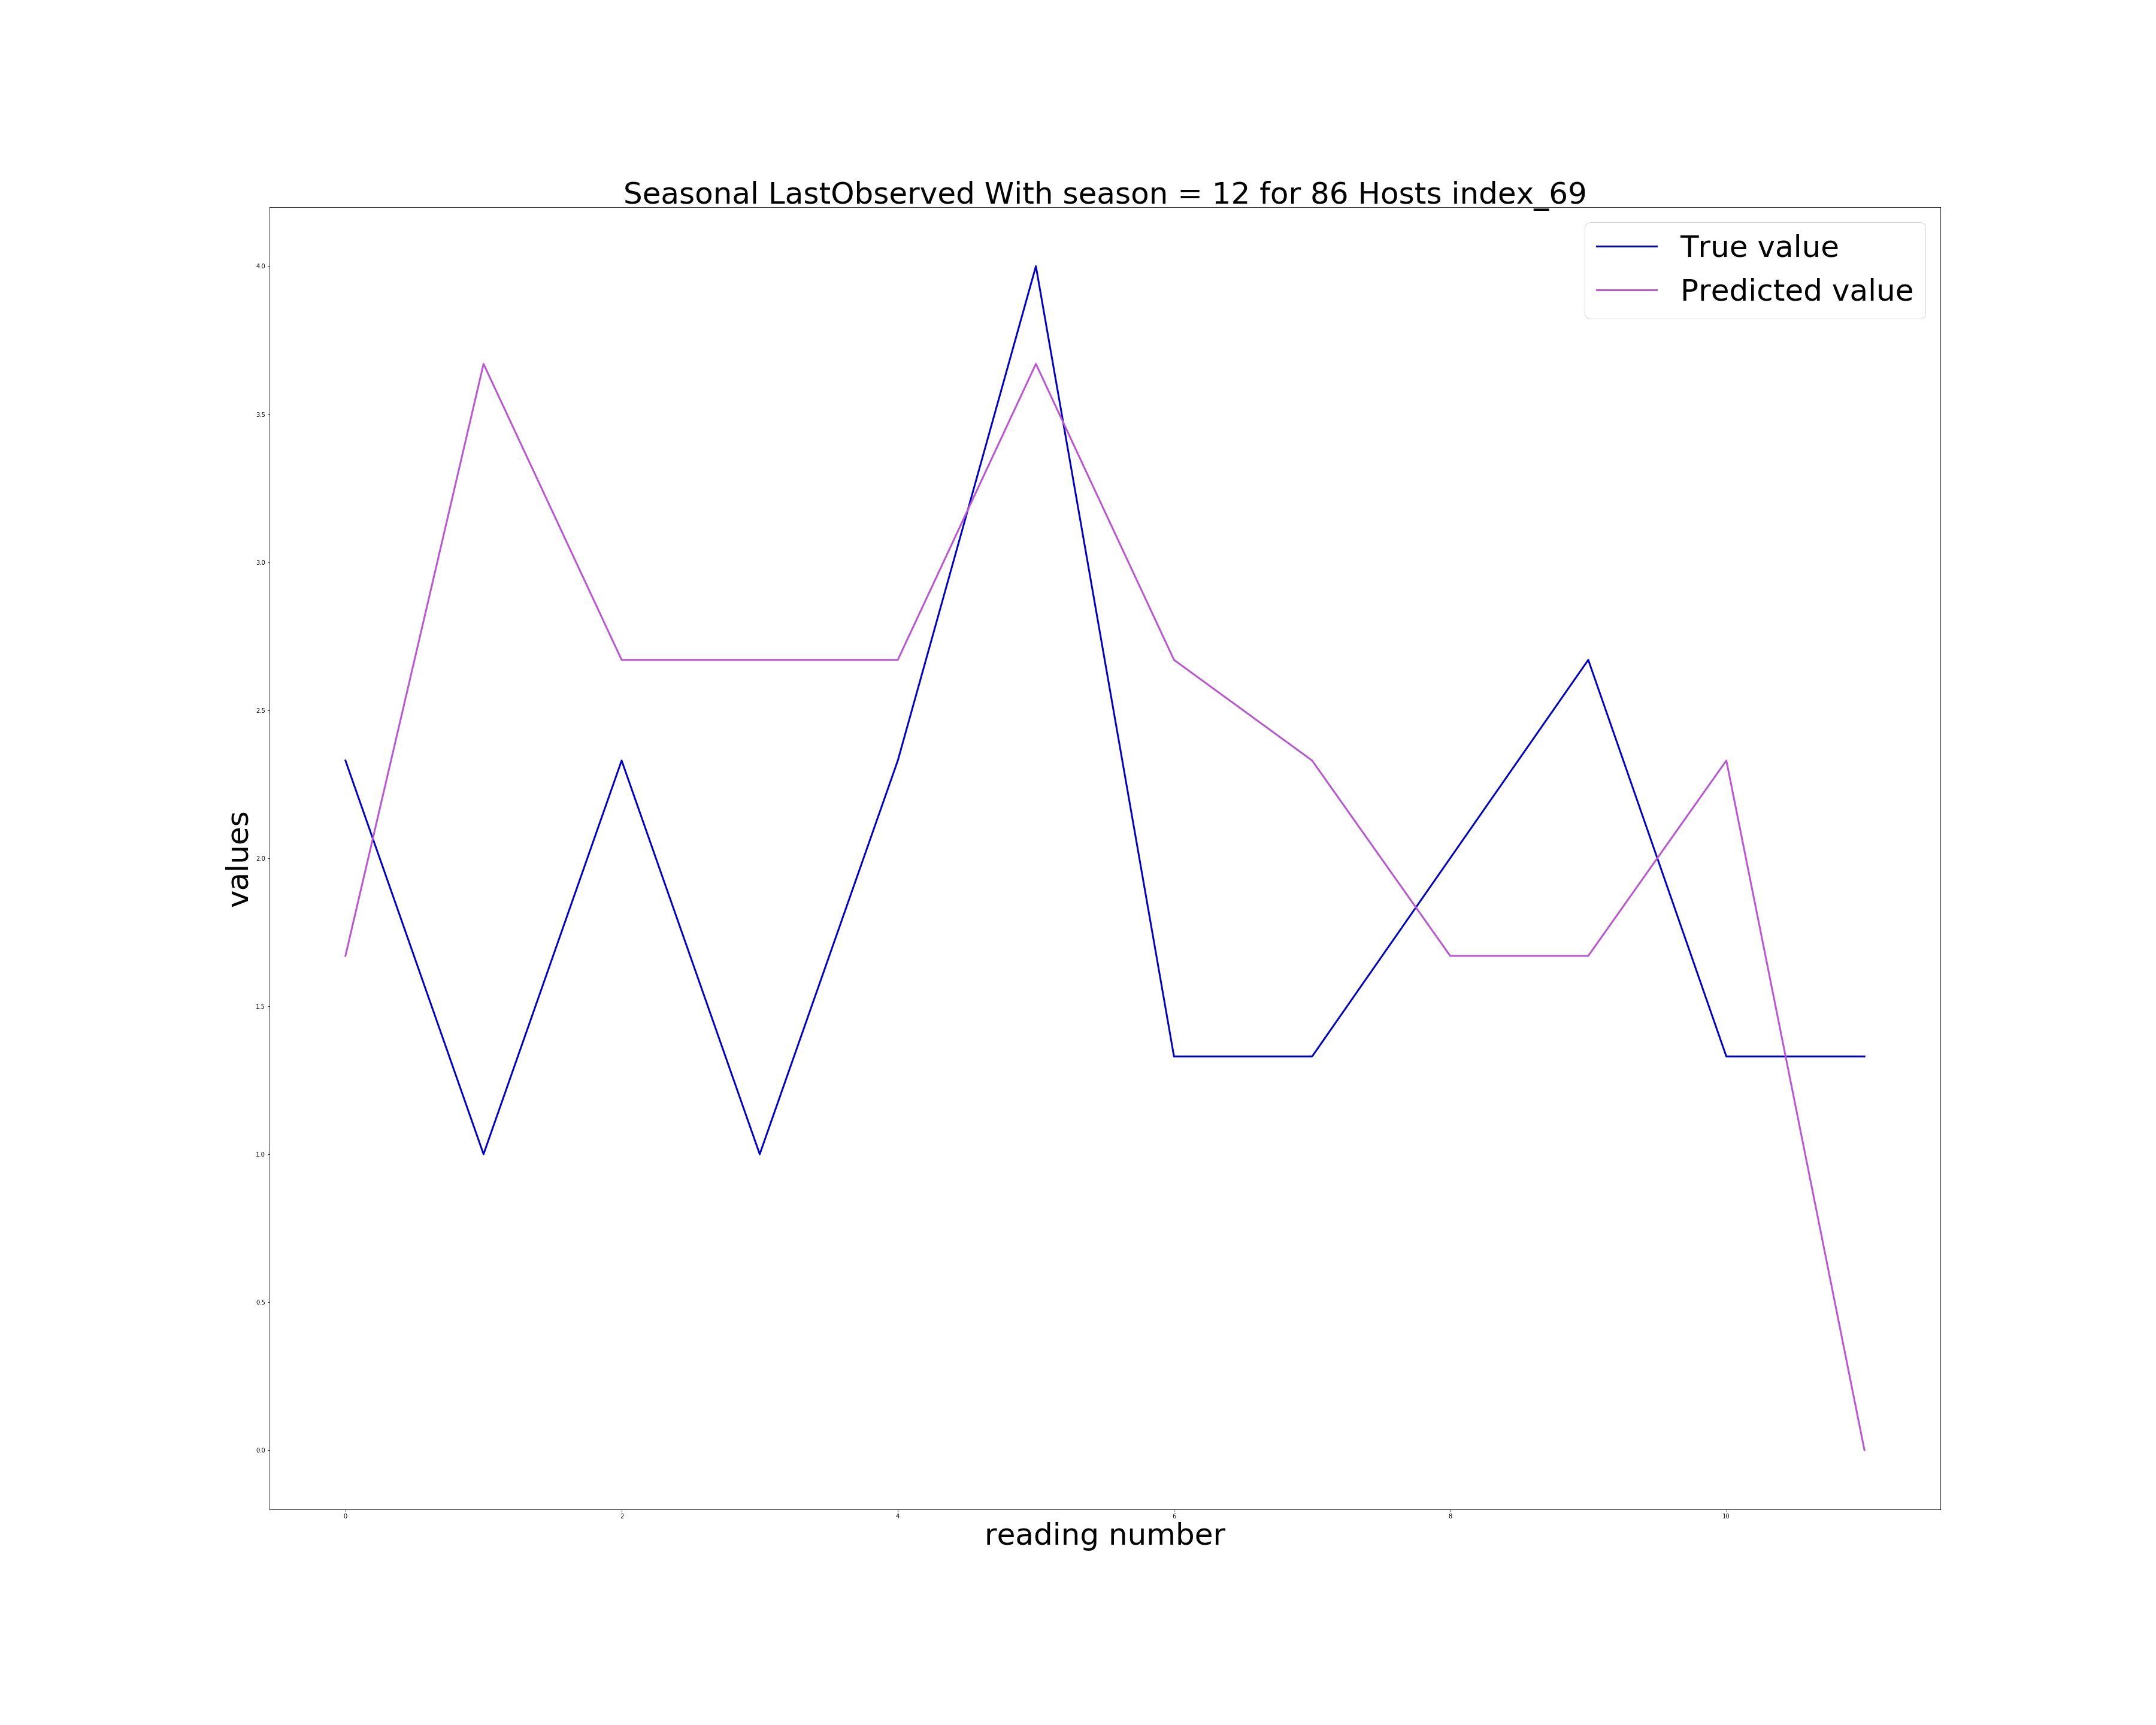 Seasonal LastObserved With season = 12 for 86 Hosts index_69
True value
Predicted value
4.0
3.5
3.0
2.5
2.0
1.5
1.0
0.5
0.0
values
0 2 4 6 8 10
reading number